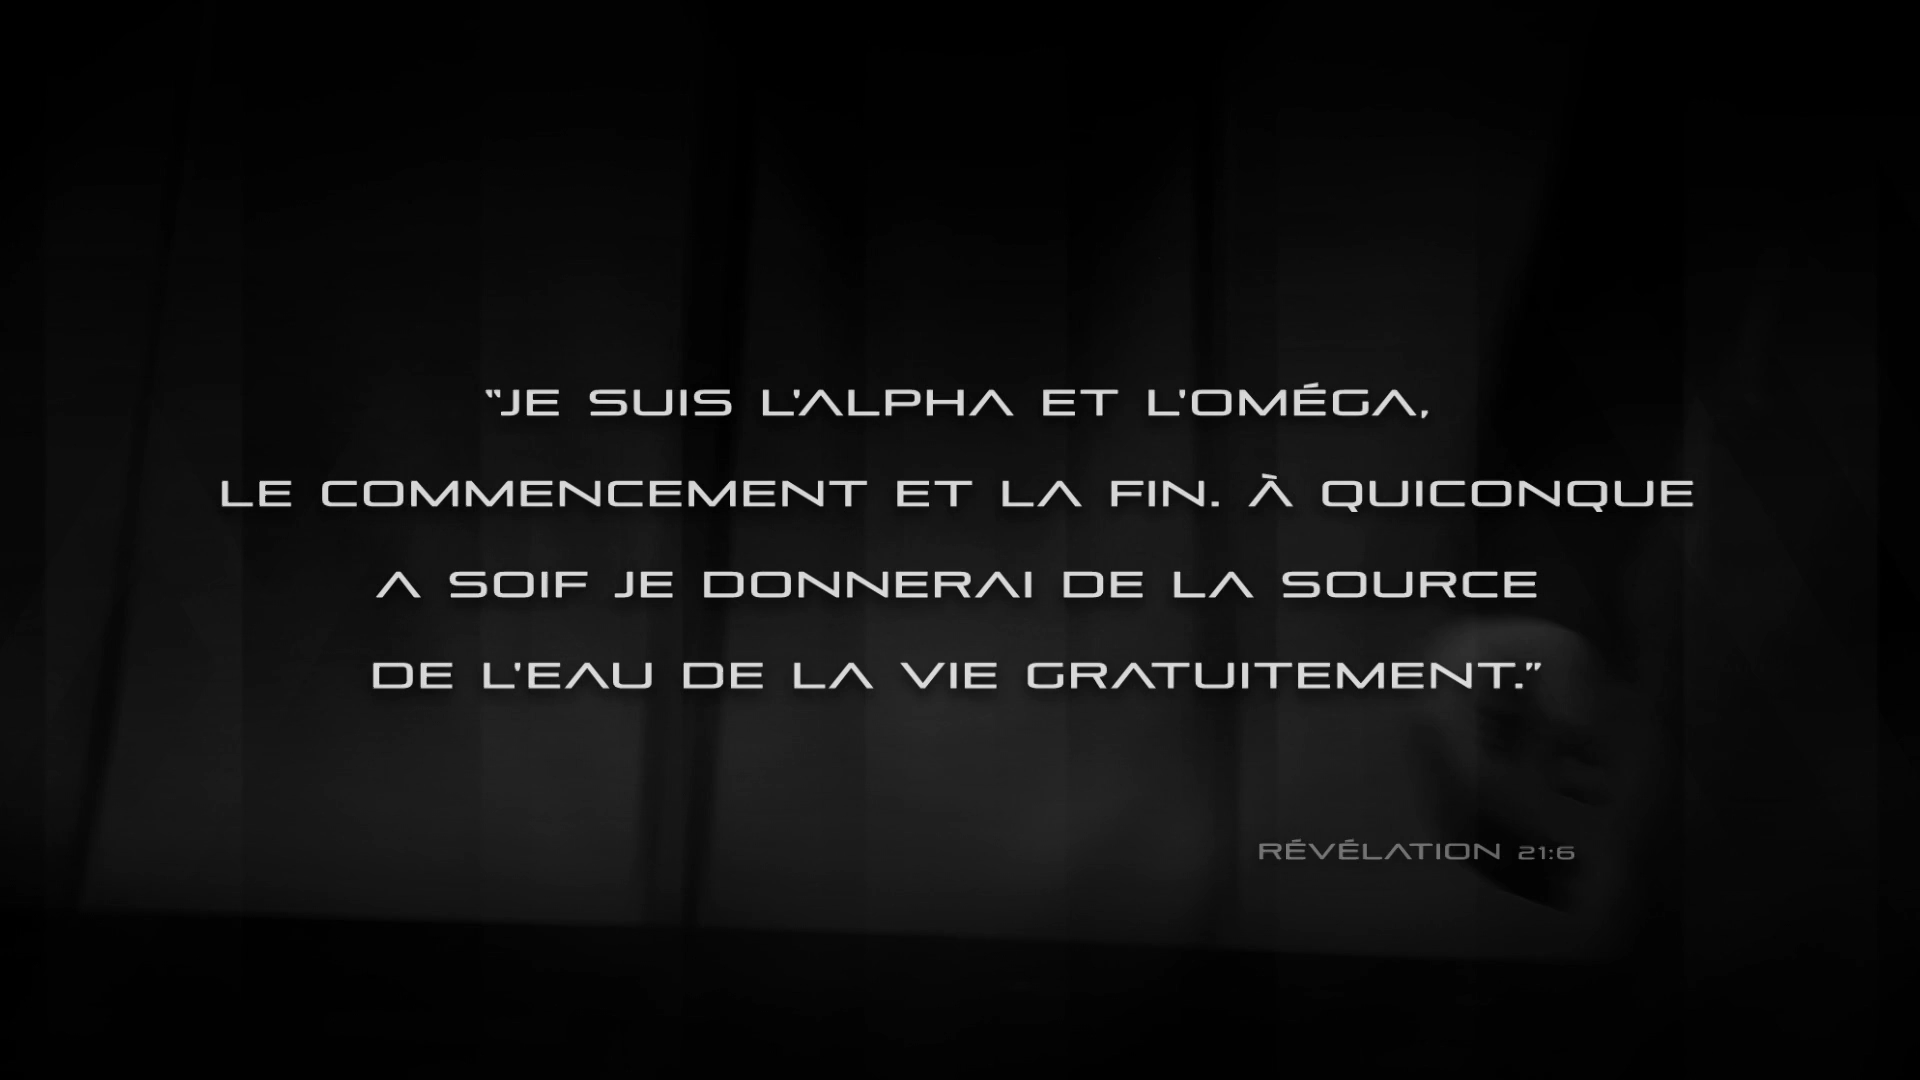 "JE SUIS L'ALPHA ET L'OMÉGA,
LE COMMENCEMENT ET LA FIN. À QUICONQUE
A SOIF JE DONNERAI DE LA SOURCE
DE L'EAU DE LA VIE GRATUITEMENT."
RÉVÉLATION 21:6